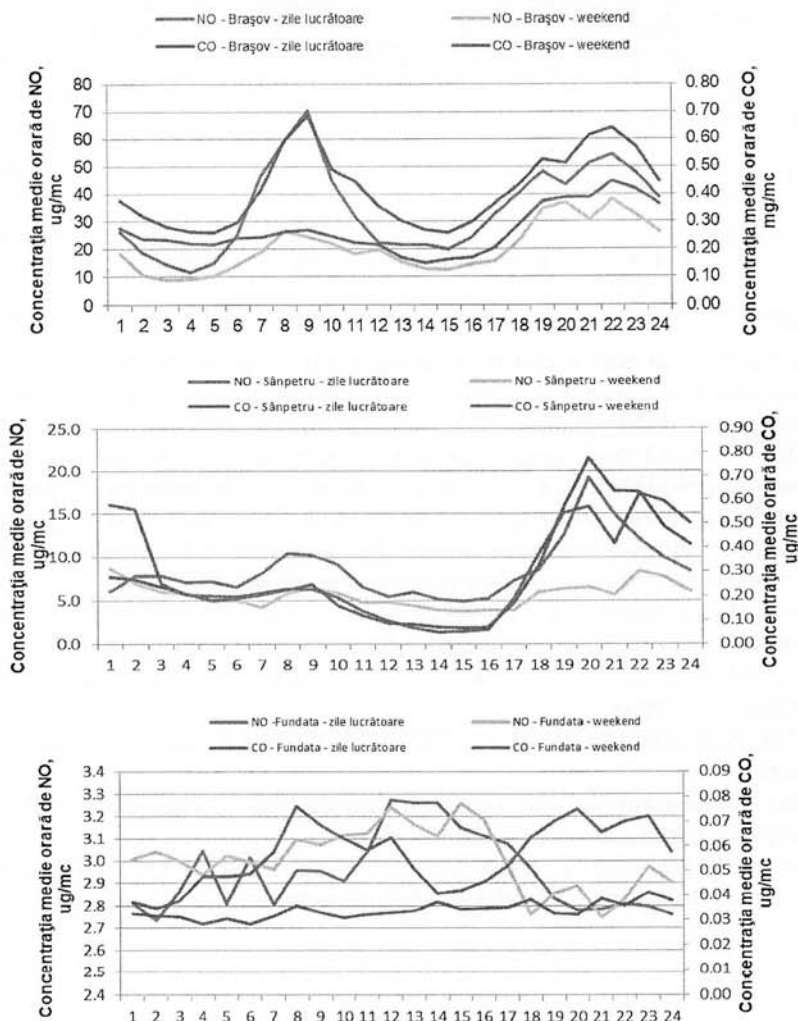 NO - Braşov - zile lucrătoare NO - Braşov - weekend
CO - Braşov - zile lucrătoare CO - Braşov - weekend
Concentraţia medie orară de NO,
ug/mc
80
70
60
50
40
30
20
10
0
0.80
0.70
0.60
0.50
0.40
0.30
0.20
0.10
0.00
Concentraţia medie orară de CO,
mg/mc
1 2 3 4 5 6 7 8 9 10 11 12 13 14 15 16 17 18 19 20 21 22 23 24
NO - Sânpetru - zile lucrătoare NO - Sânpetru - weekend
CO - Sânpetru - zile lucrătoare CO - Sânpetru - weekend
Concentraţia medie orară de NO,
ug/mc
25.0
20.0
15.0
10.0
5.0
0.0
0.90
0.80
0.70
0.60
0.50
0.40
0.30
0.20
0.10
0.00
Concentraţia medie orară de CO,
ug/mc
1 2 3 4 5 6 7 8 9 10 11 12 13 14 15 16 17 18 19 20 21 22 23 24
NO -Fundata - zile lucrătoare NO - Fundata - weekend
CO - Fundata - zile lucrătoare CO - Fundata - weekend
Concentraţia medie orară de NO,
ug/mc
3.4
3.3
3.2
3.1
3.0
2.9
2.8
2.7
2.6
2.5
2.4
0.09
0.08
0.07
0.06
0.05
0.04
0.03
0.02
0.01
0.00
Concentraţia medie orară de CO,
ug/mc
1 2 3 4 5 6 7 8 9 10 11 12 13 14 15 16 17 18 19 20 21 22 23 24